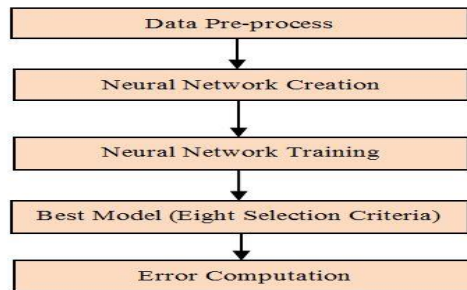 Data Pre-process
Neural Network Creation
Neural Network Training
Best Model (Eight Selection Criteria)
Error Computation